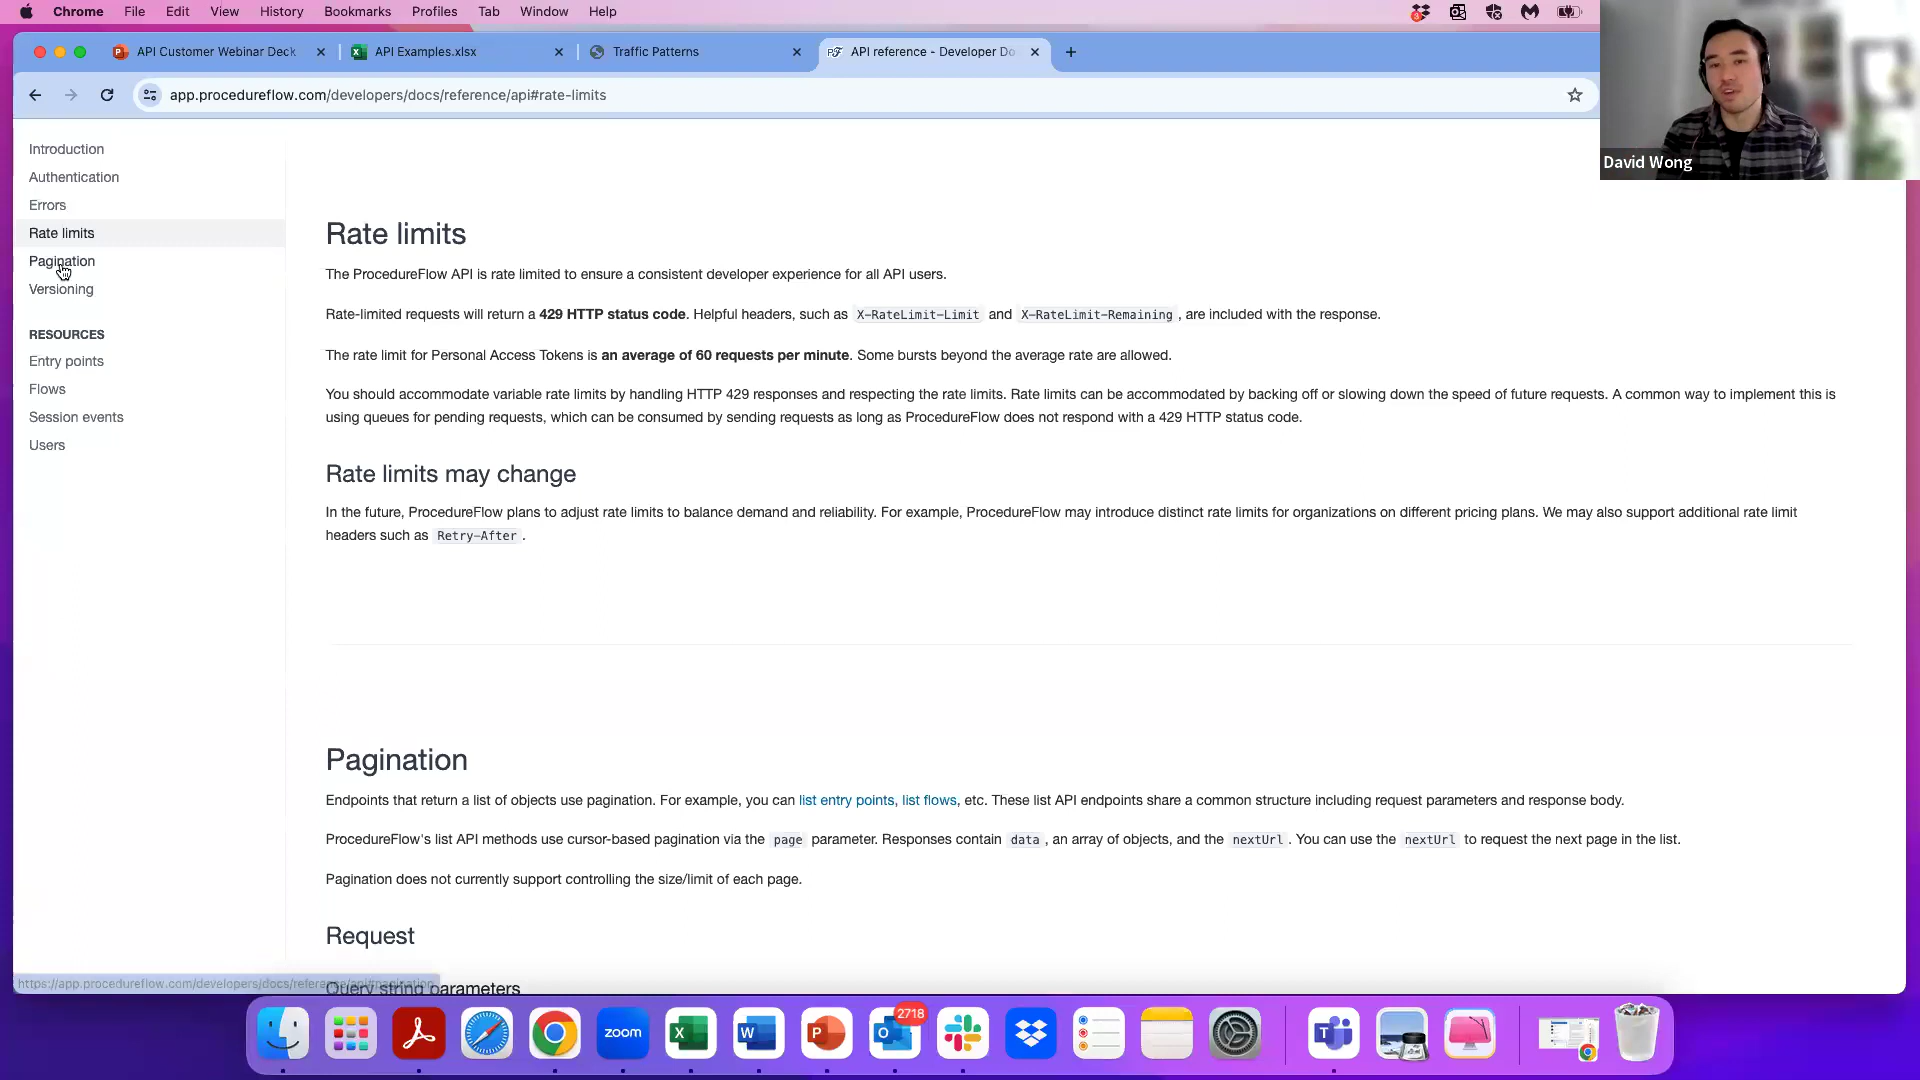 Chrome File Edit View History Bookmarks Profiles Tab Window Help
3
API Customer Webinar Deck
API Examples.xlsx
Traffic Patterns
API reference - Developer Do
app.procedureflow.com/developers/docs/reference/api#rate-limits
David Wong
Introduction
Authentication
Errors
Rate limits
Pagination
Versioning
RESOURCES
Entry points
Flows
Session events
Users
Rate limits
The ProcedureFlow API is rate limited to ensure a consistent developer experience for all API users.
Rate-limited requests will return a 429 HTTP status code. Helpful headers, such as X-RateLimit-Limit and X-RateLimit-Remaining , are included with the response.
The rate limit for Personal Access Tokens is an average of 60 requests per minute. Some bursts beyond the average rate are allowed.
You should accommodate variable rate limits by handling HTTP 429 responses and respecting the rate limits. Rate limits can be accommodated by backing off or slowing down the speed of future requests. A common way to implement this is
using queues for pending requests, which can be consumed by sending requests as long as ProcedureFlow does not respond with a 429 HTTP status code.
Rate limits may change
In the future, ProcedureFlow plans to adjust rate limits to balance demand and reliability. For example, ProcedureFlow may introduce distinct rate limits for organizations on different pricing plans. We may also support additional rate limit
headers such as Retry-After .
Pagination
Endpoints that return a list of objects use pagination. For example, you can list entry points, list flows, etc. These list API endpoints share a common structure including request parameters and response body.
ProcedureFlow's list API methods use cursor-based pagination via the page parameter. Responses contain data , an array of objects, and the nextUrl . You can use the nextUrl to request the next page in the list.
Pagination does not currently support controlling the size/limit of each page.
Request
https://app.procedureflow.com/developers/docs/reference/api#pagination
Query string parameters
zoom
2718